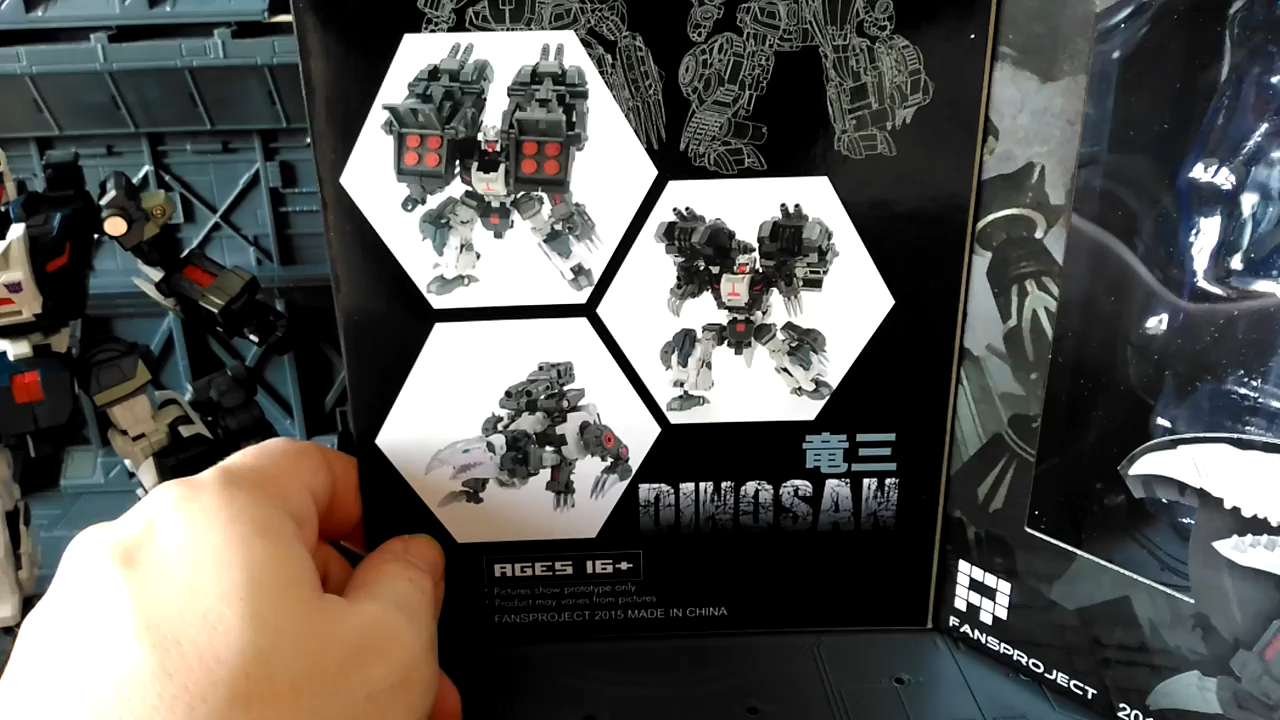 竜三
DINOSAN
AGES 16+
· Pictures show prototype only
· Product may varies from pictures
FANSPROJECT 2015 MADE IN CHINA
FANSPROJECT